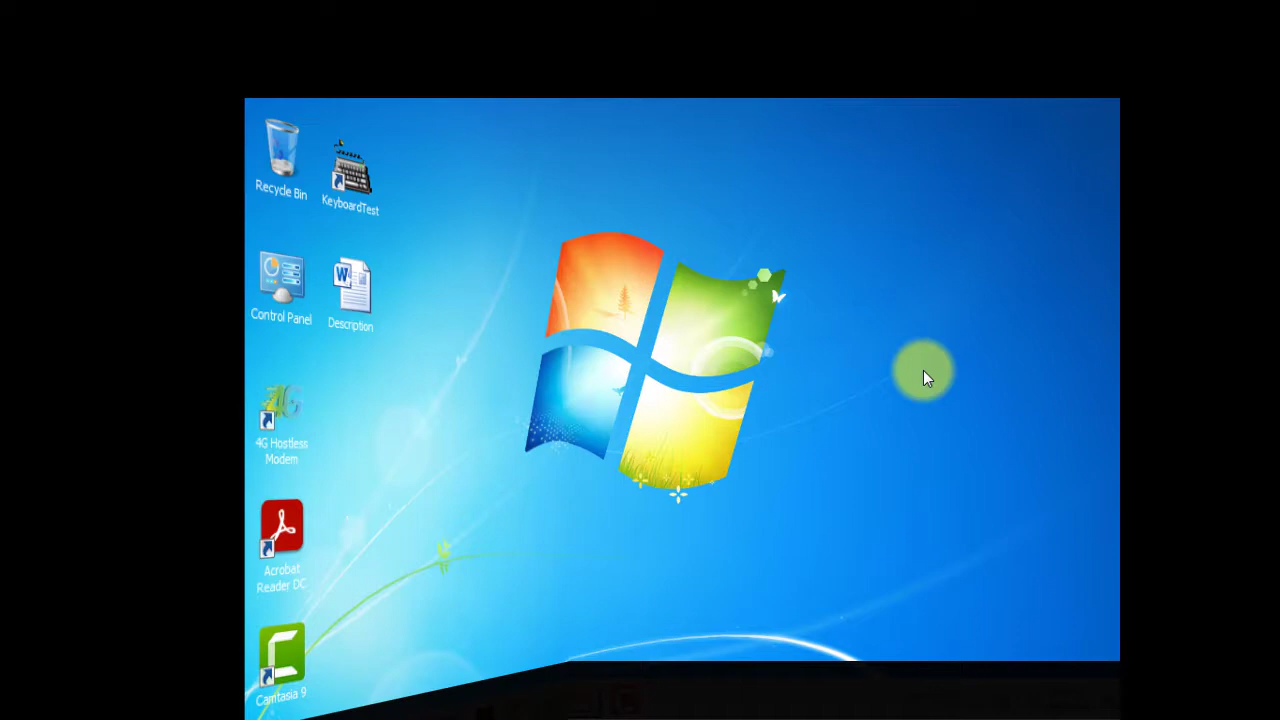 Recycle Bin
KeyboardTest
Control Panel
Description
4G Hostless
Modem
Acrobat
Reader DC
Camtasia 9